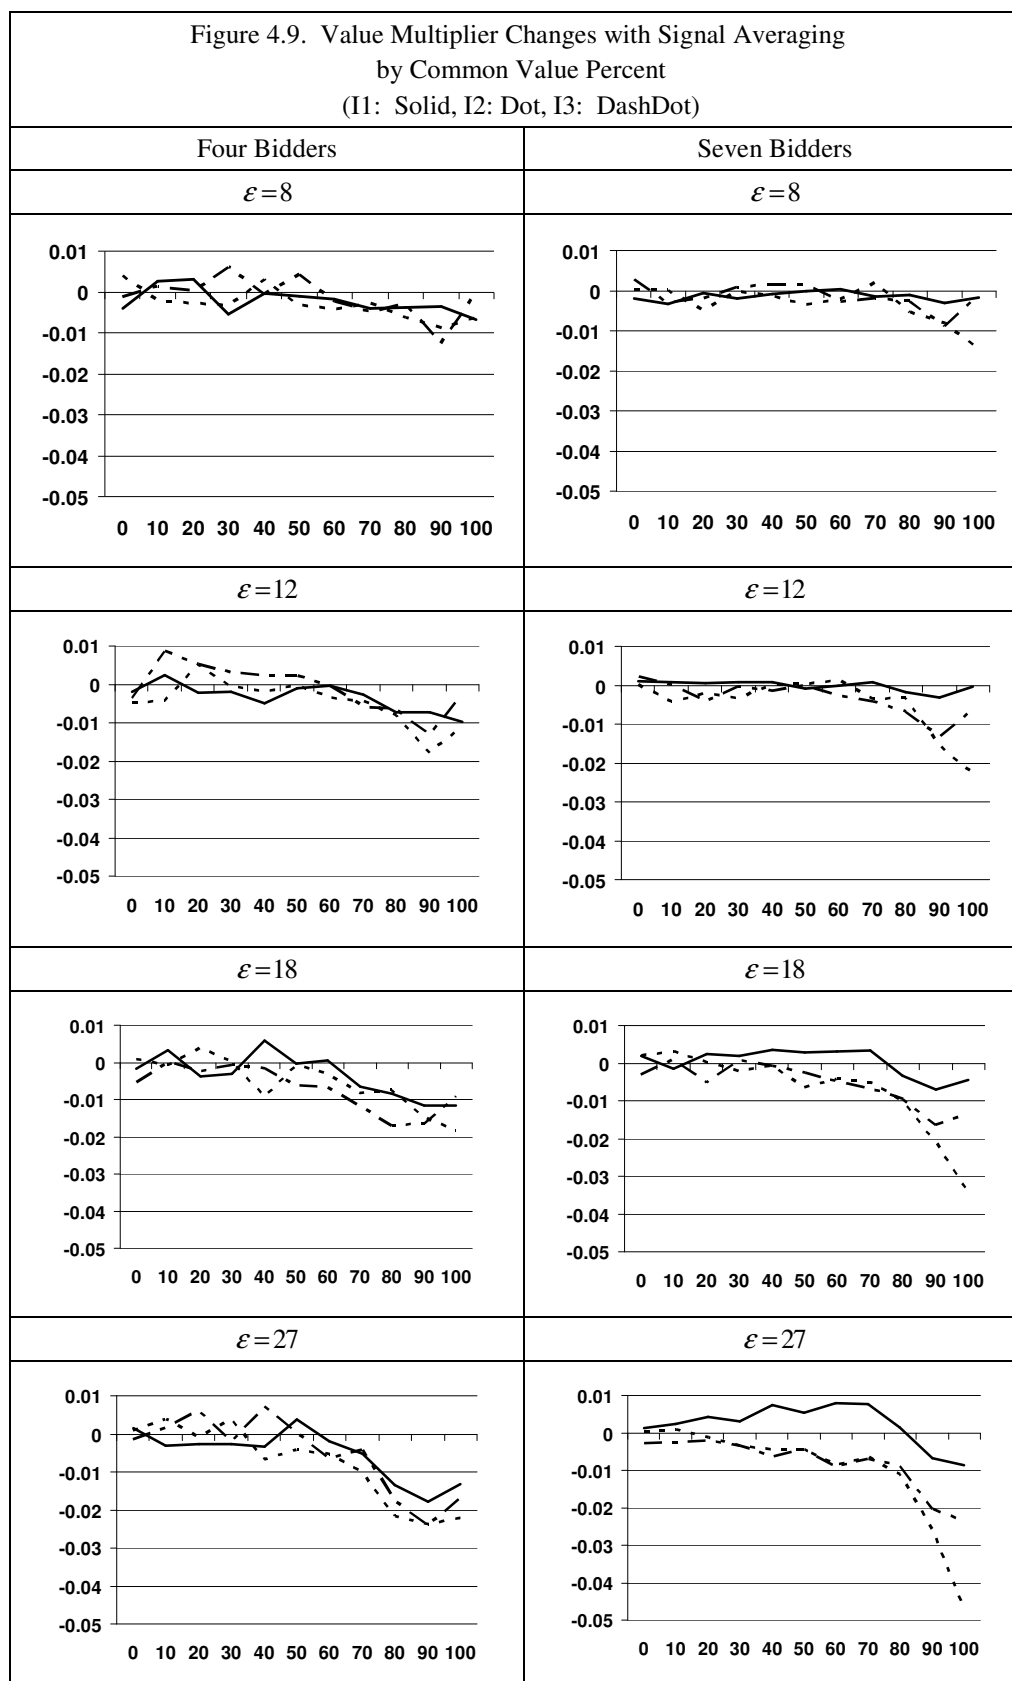 Figure 4.9.  Value Multiplier Changes with Signal Averaging
by Common Value Percent
(I1:  Solid, I2: Dot, I3:  DashDot)
Four Bidders
Seven Bidders
ε=8
ε=8
0.01
0
-0.01
-0.02
-0.03
-0.04
-0.05
0 10 20 30 40 50 60 70 80 90 100
0.01
0
-0.01
-0.02
-0.03
-0.04
-0.05
0 10 20 30 40 50 60 70 80 90 100
ε=12
ε=12
0.01
0
-0.01
-0.02
-0.03
-0.04
-0.05
0 10 20 30 40 50 60 70 80 90 100
0.01
0
-0.01
-0.02
-0.03
-0.04
-0.05
0 10 20 30 40 50 60 70 80 90 100
ε=18
ε=18
0.01
0
-0.01
-0.02
-0.03
-0.04
-0.05
0 10 20 30 40 50 60 70 80 90 100
0.01
0
-0.01
-0.02
-0.03
-0.04
-0.05
0 10 20 30 40 50 60 70 80 90 100
ε=27
ε=27
0.01
0
-0.01
-0.02
-0.03
-0.04
-0.05
0 10 20 30 40 50 60 70 80 90 100
0.01
0
-0.01
-0.02
-0.03
-0.04
-0.05
0 10 20 30 40 50 60 70 80 90 100